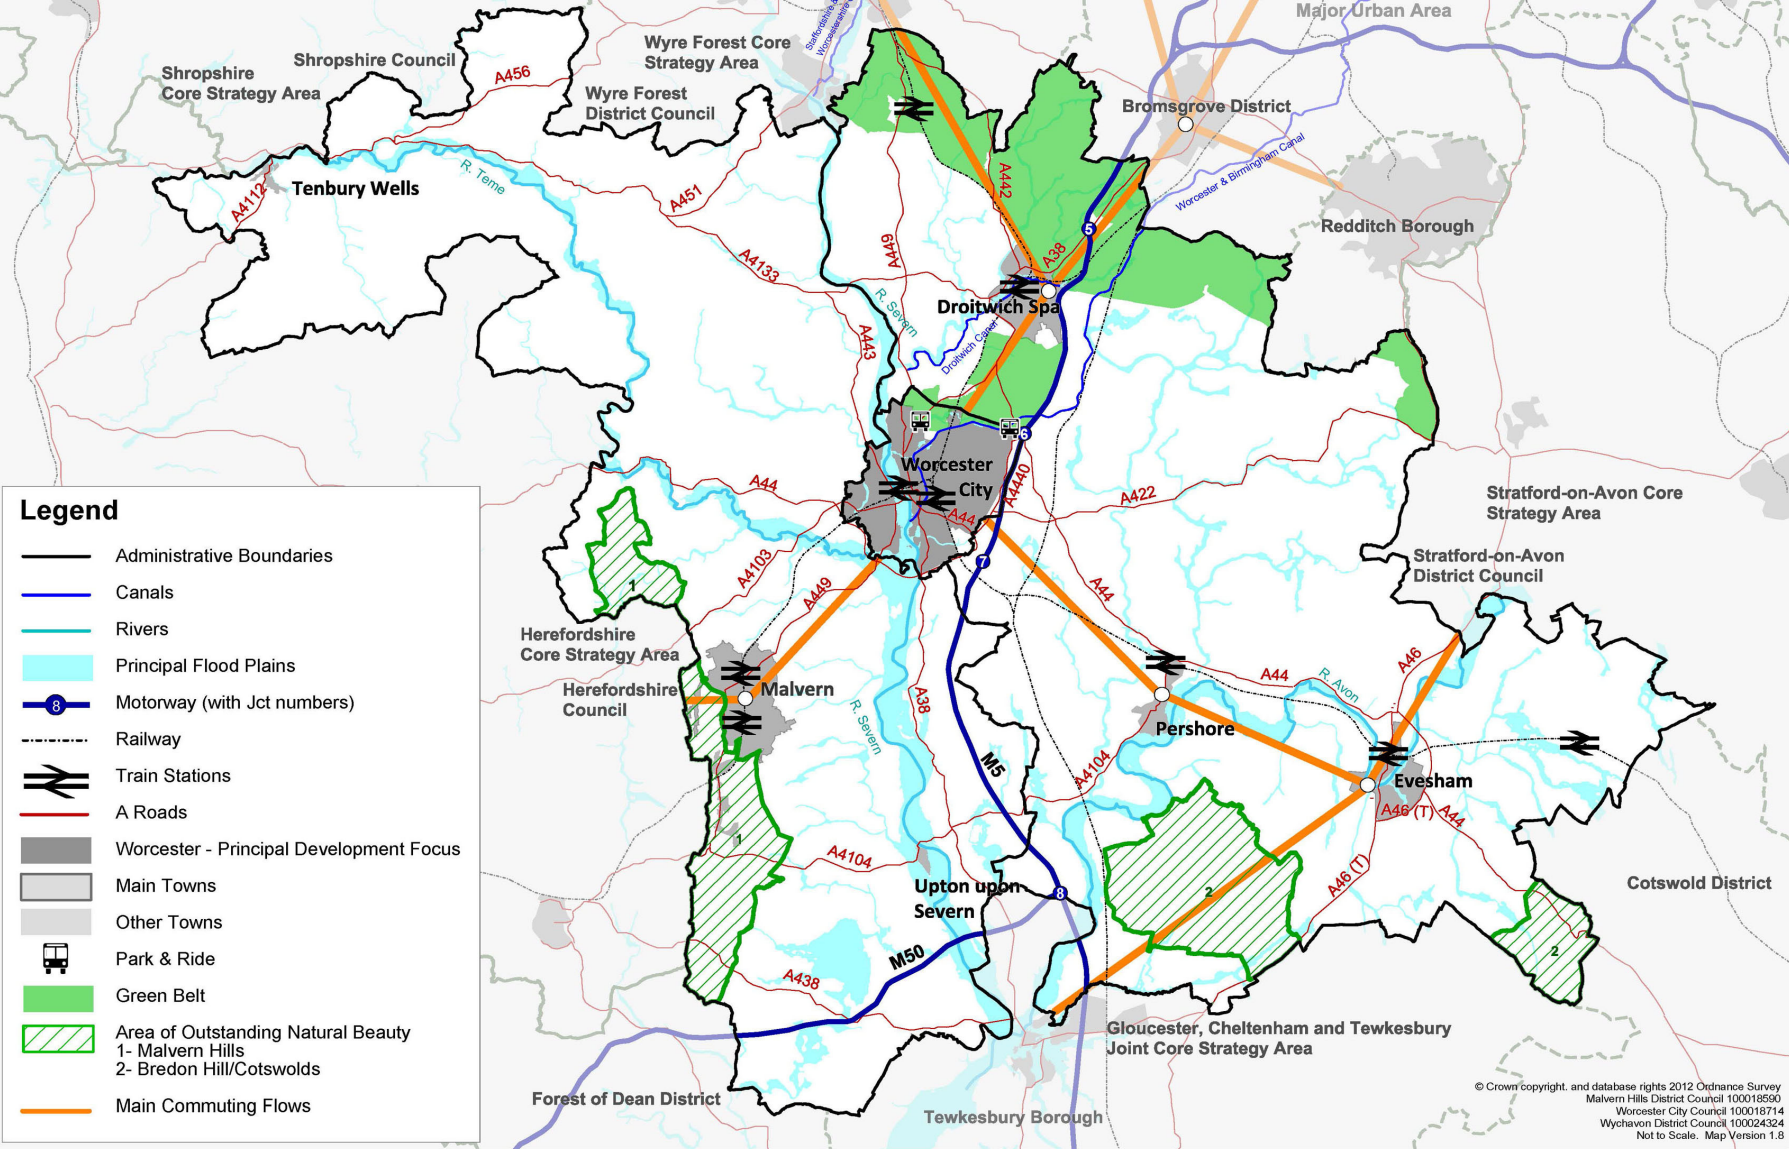 Major Urban Area
Staffordshire &
Worcestershire
Wyre Forest Core
Strategy Area
Shropshire Council
Shropshire
Core Strategy Area
A456
Wyre Forest
District Council
Bromsgrove District
Worcester & Birmingham Canal
R. Teme
Tenbury Wells
A4112
A451
A442
A449
A4133
A38
5
Redditch Borough
R. Severn
Droitwich Spa
Droitwich Canal
A443
6
Worcester
City
A4440
A44
A44
A422
Stratford-on-Avon Core
Strategy Area
Stratford-on-Avon
District Council
7
A4103
A449
A44
1
Herefordshire
Core Strategy Area
Herefordshire
Council
Malvern
A38
R. Severn
A44
R. Avon
A46
Pershore
M5
A4104
Evesham
A46 (T)
A44
1
A4104
A46 (T)
Upton upon
Severn
8
2
Cotswold District
2
M50
A438
Gloucester, Cheltenham and Tewkesbury
Joint Core Strategy Area
Forest of Dean District
Tewkesbury Borough
Legend
Administrative Boundaries
Canals
Rivers
Principal Flood Plains
8
Motorway (with Jct numbers)
Railway
Train Stations
A Roads
Worcester - Principal Development Focus
Main Towns
Other Towns
Park & Ride
Green Belt
Area of Outstanding Natural Beauty
1- Malvern Hills
2- Bredon Hill/Cotswolds
Main Commuting Flows
© Crown copyright. and database rights 2012 Ordnance Survey
Malvern Hills District Council 100018590
Worcester City Council 100018714
Wychavon District Council 100024324
Not to Scale. Map Version 1.8